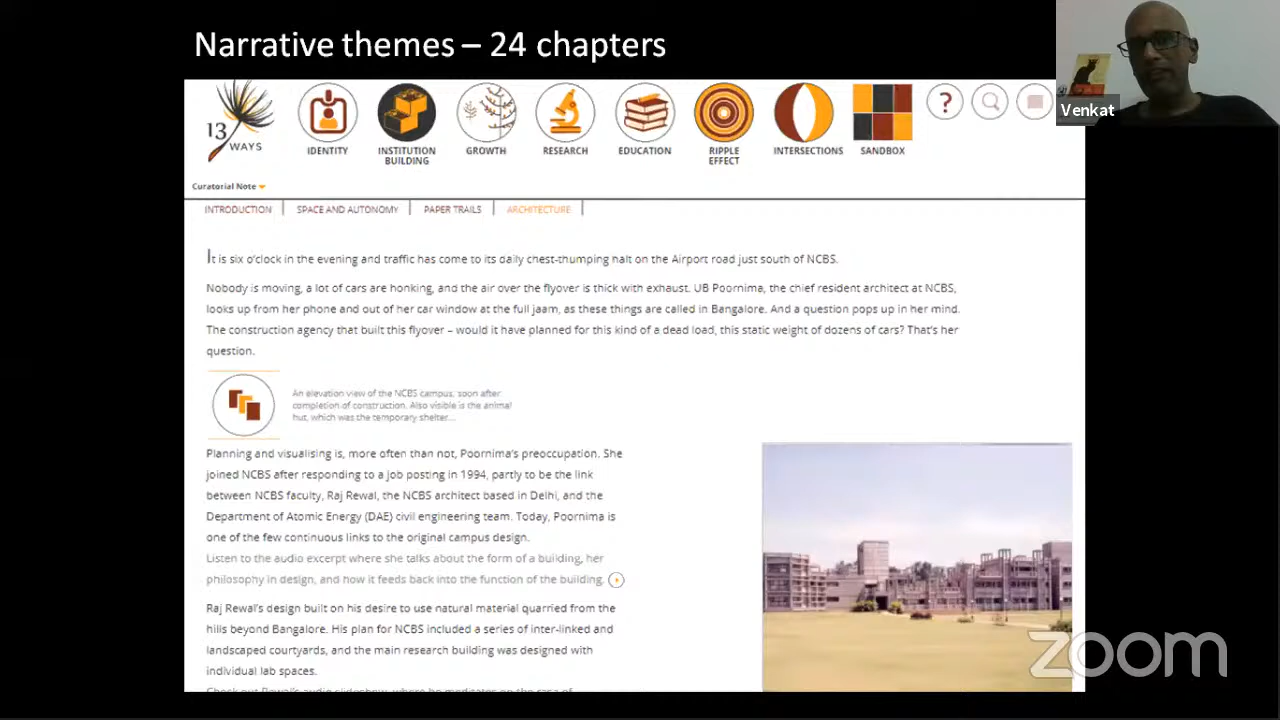 Narrative themes – 24 chapters
Venkat
13
WAYS
IDENTITY
INSTITUTION
BUILDING
GROWTH
RESEARCH
EDUCATION
RIPPLE
EFFECT
INTERSECTIONS
SANDBOX
?
Curatorial Note
INTRODUCTION
SPACE AND AUTONOMY
PAPER TRAILS
ARCHITECTURE
It is six o'clock in the evening and traffic has come to its daily chest-thumping halt on the Airport road just south of NCBS.
Nobody is moving, a lot of cars are honking, and the air over the flyover is thick with exhaust. UB Poornima, the chief resident architect at NCBS,
looks up from her phone and out of her car window at the full jaam, as these things are called in Bangalore. And a question pops up in her mind.
The construction agency that built this flyover – would it have planned for this kind of a dead load, this static weight of dozens of cars? That's her
question.
An elevation view of the NCBS campus, soon after
completion of construction. Also visible is the animal
hut, which was the temporary shelter...
Planning and visualising is, more often than not, Poornima's preoccupation. She
joined NCBS after responding to a job posting in 1994, partly to be the link
between NCBS faculty, Raj Rewal, the NCBS architect based in Delhi, and the
Department of Atomic Energy (DAE) civil engineering team. Today, Poornima is
one of the few continuous links to the original campus design.
Listen to the audio excerpt where she talks about the form of a building, her
philosophy in design, and how it feeds back into the function of the building.
Raj Rewal's design built on his desire to use natural material quarried from the
hills beyond Bangalore. His plan for NCBS included a series of inter-linked and
landscaped courtyards, and the main research building was designed with
individual lab spaces.
zoom